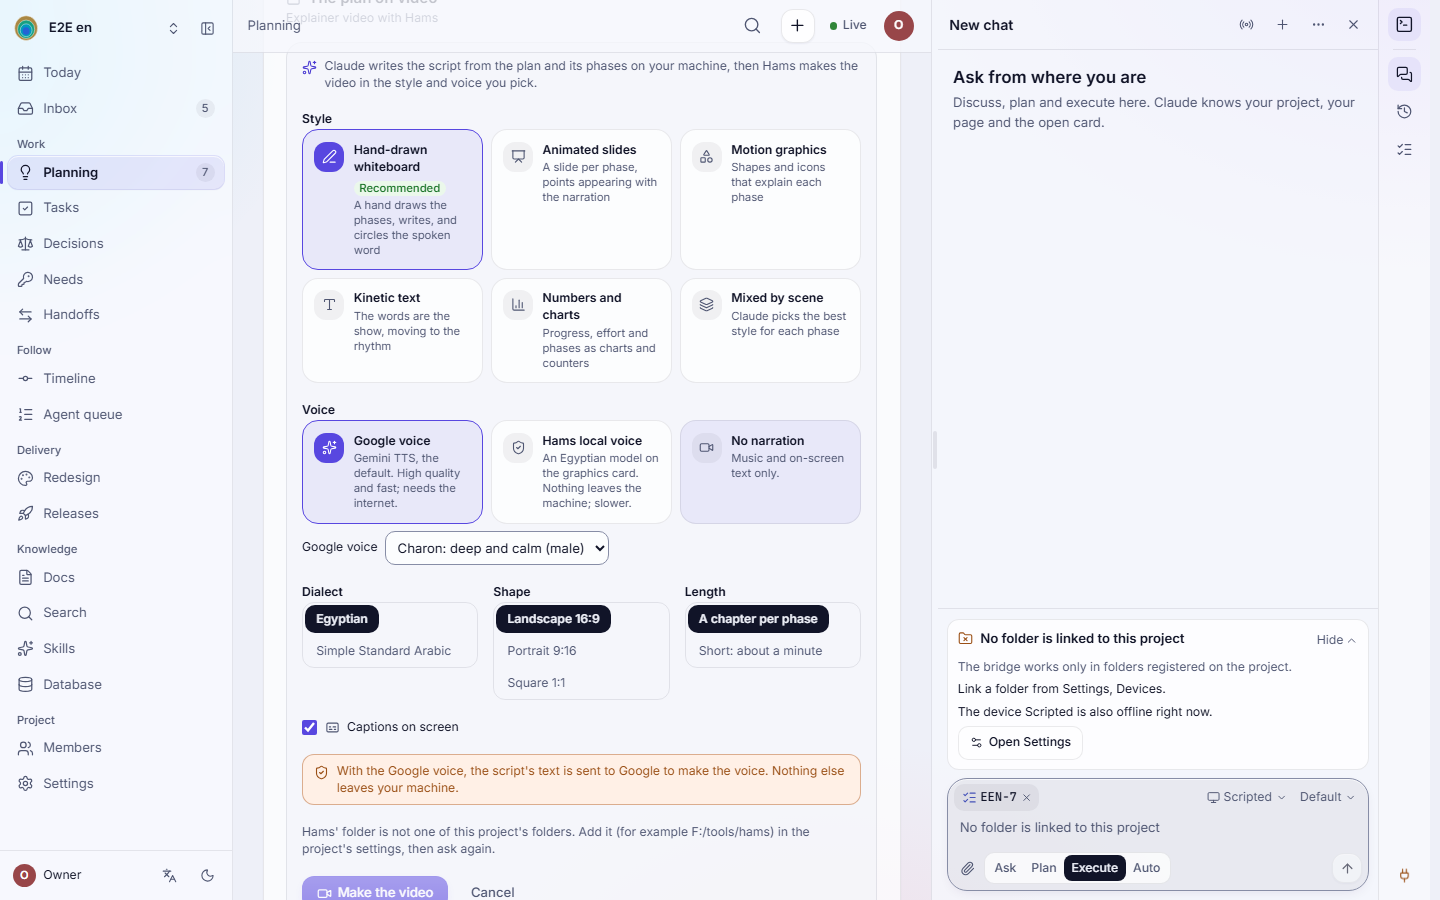 E2E en
Today
Inbox
5
Work
Planning
7
Tasks
Decisions
Needs
Handoffs
Follow
Timeline
Agent queue
Delivery
Redesign
Releases
Knowledge
Docs
Search
Skills
Database
Project
Members
Settings
O
Owner
The plan on video
Explainer video with Hams
Planning
Live
O
Claude writes the script from the plan and its phases on your machine, then Hams makes the
video in the style and voice you pick.
Style
Hand-drawn
whiteboard
Recommended
A hand draws the
phases, writes, and
circles the spoken
word
Animated slides
A slide per phase,
points appearing with
the narration
Motion graphics
Shapes and icons
that explain each
phase
Kinetic text
The words are the
show, moving to the
rhythm
Numbers and
charts
Progress, effort and
phases as charts and
counters
Mixed by scene
Claude picks the best
style for each phase
Voice
Google voice
Gemini TTS, the
default. High quality
and fast; needs the
internet.
Hams local voice
An Egyptian model on
the graphics card.
Nothing leaves the
machine; slower.
No narration
Music and on-screen
text only.
Google voice
Charon: deep and calm (male)
Dialect
Egyptian
Simple Standard Arabic
Shape
Landscape 16:9
Portrait 9:16
Square 1:1
Length
A chapter per phase
Short: about a minute
Captions on screen
With the Google voice, the script's text is sent to Google to make the voice. Nothing else
leaves your machine.
Hams' folder is not one of this project's folders. Add it (for example F:/tools/hams) in the
project's settings, then ask again.
Make the video
Cancel
New chat
Ask from where you are
Discuss, plan and execute here. Claude knows your project, your
page and the open card.
No folder is linked to this project
Hide
The bridge works only in folders registered on the project.
Link a folder from Settings, Devices.
The device Scripted is also offline right now.
Open Settings
EEN-7
Scripted
Default
No folder is linked to this project
Ask
Plan
Execute
Auto